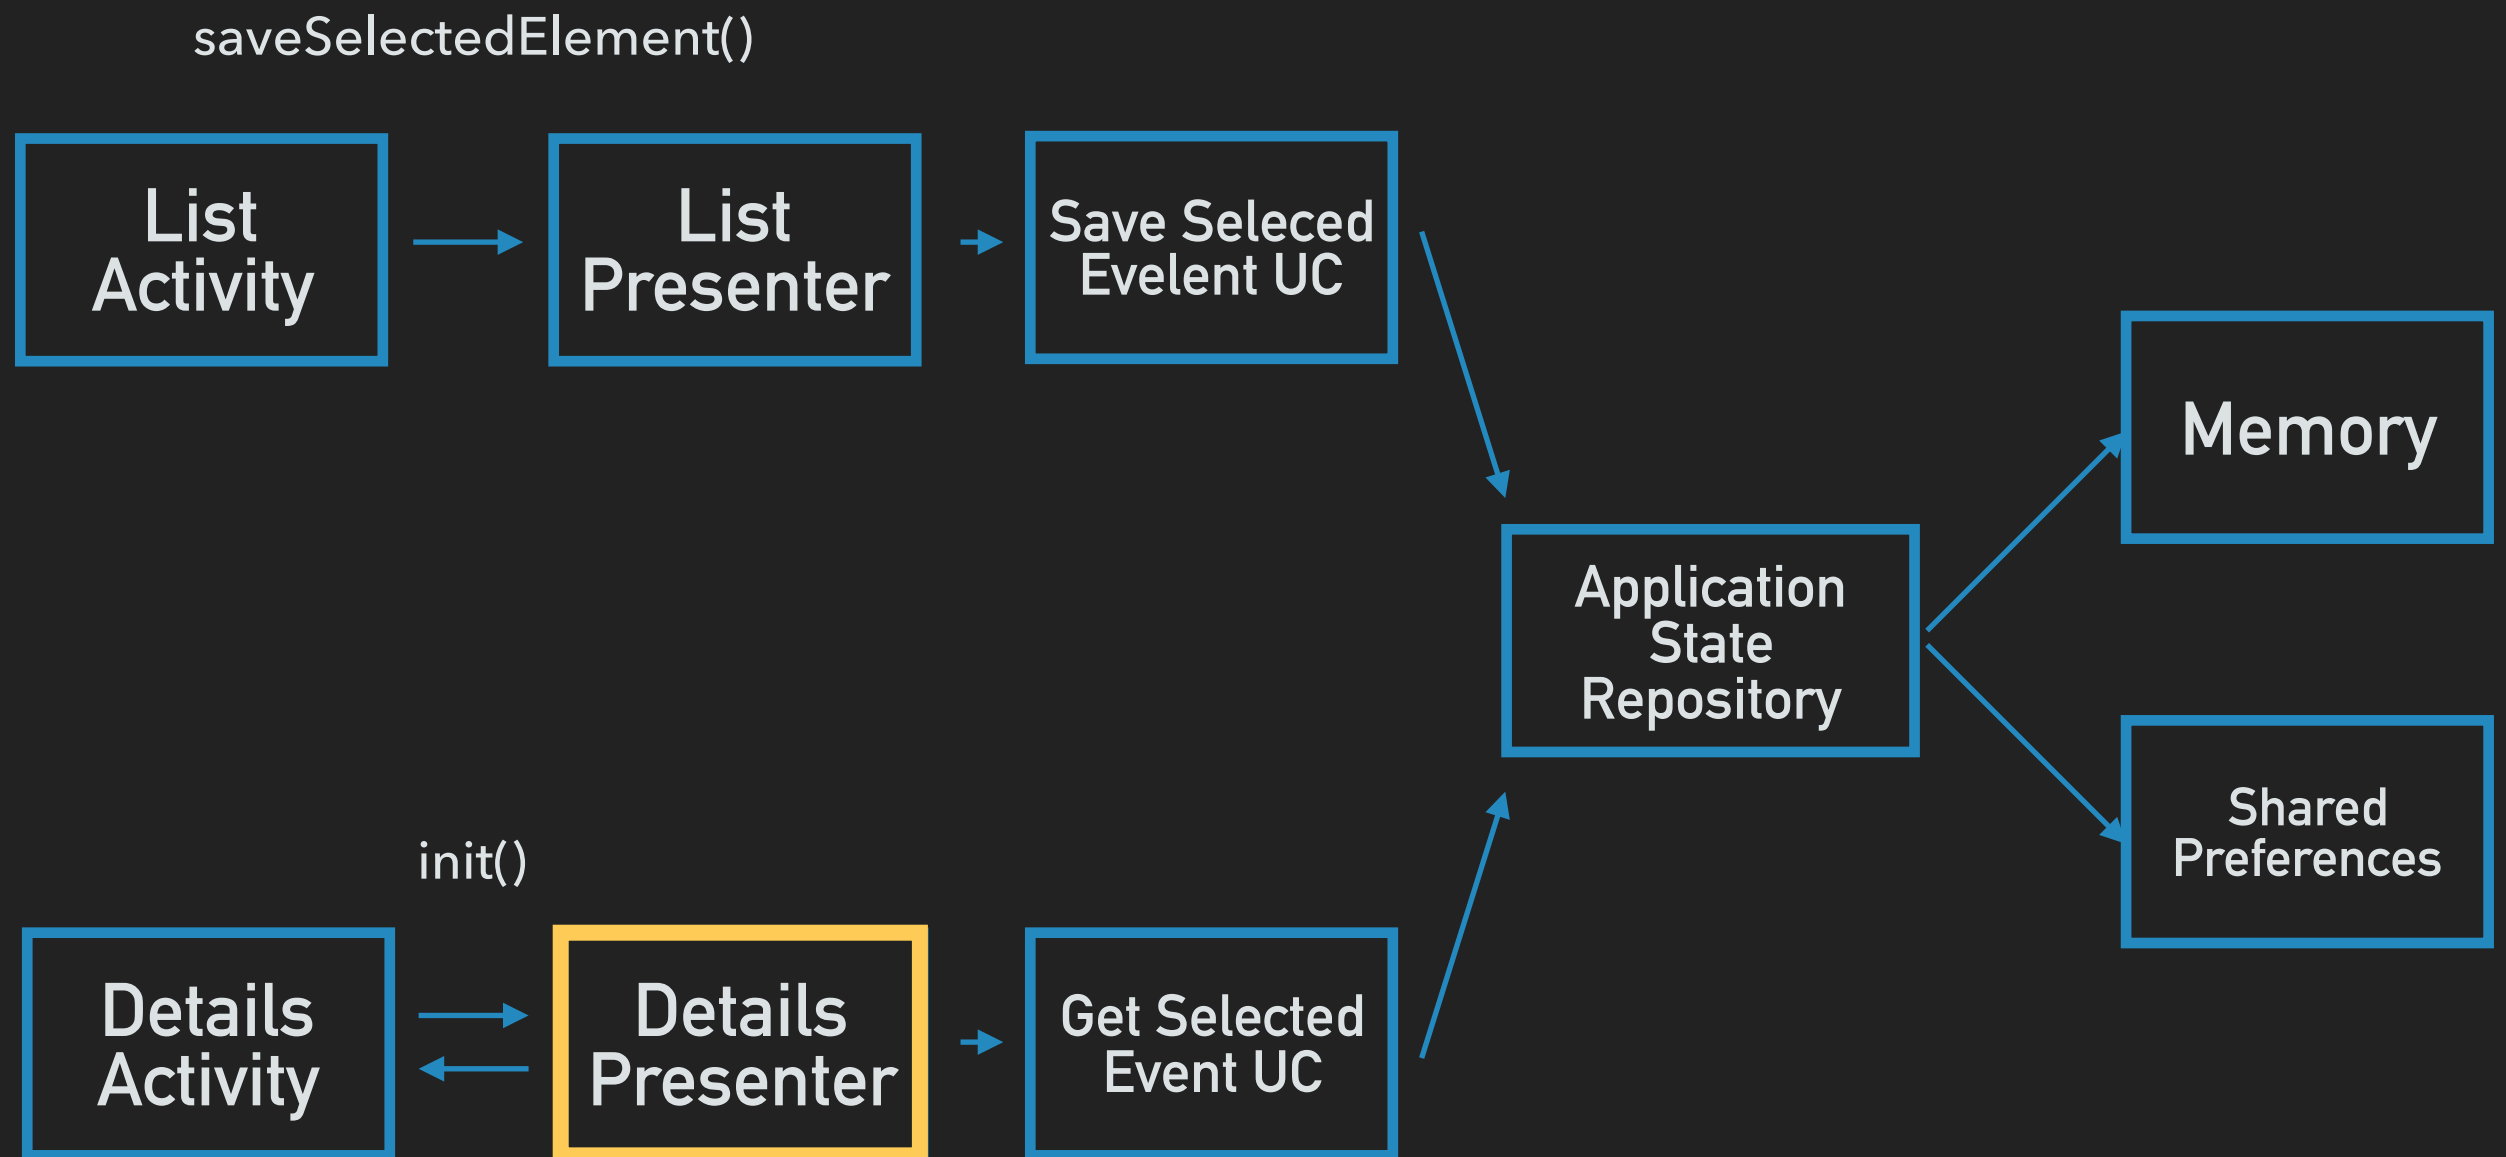 saveSelectedElement()
List
Activity
List
Presenter
Save Seleced
Evelent UC
Memory
Application
State
Repository
Shared
Preferences
init()
Details
Activity
Details
Presenter
Get Selected
Event UC